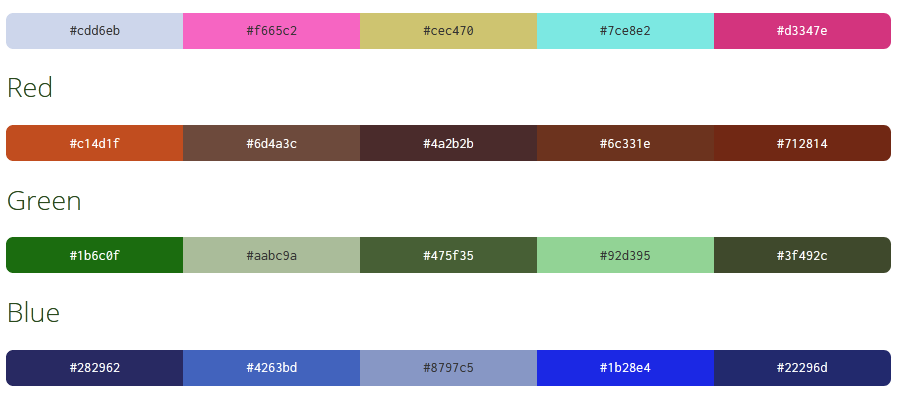 #cdd6eb #f665c2 #cec470 #7ce8e2 #d3347e
Red
#c14d1f #6d4a3c #4a2b2b #6c331e #712814
Green
#1b6c0f #aabc9a #475f35 #92d395 #3f492c
Blue
#282962 #4263bd #8797c5 #1b28e4 #22296d